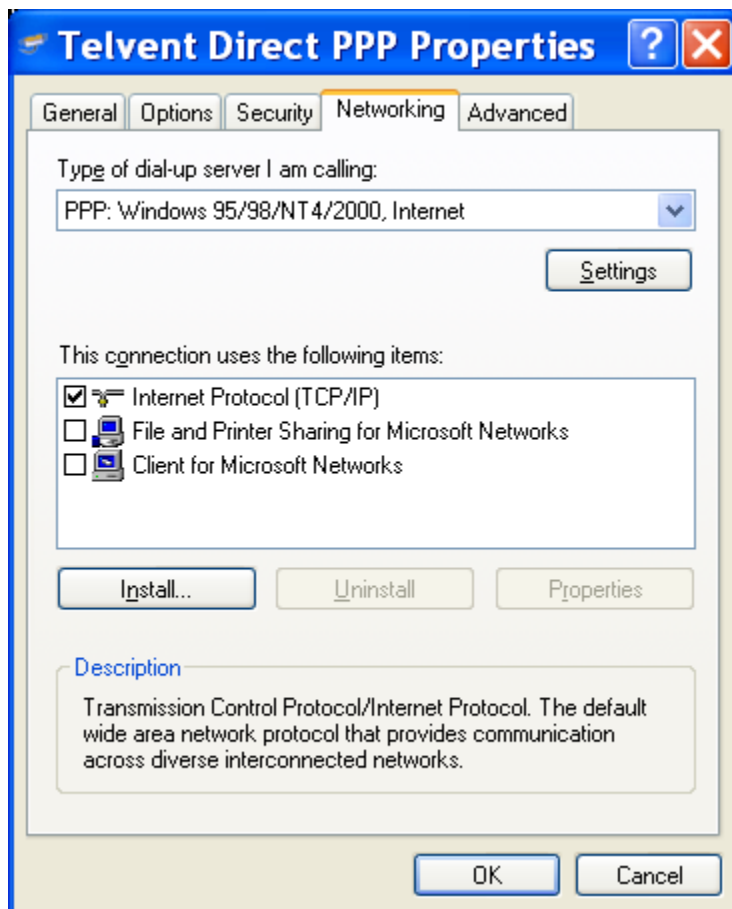 Telvent Direct PPP Properties
General Options Security Networking Advanced
Type of dial-up server I am calling:
PPP: Windows 95/98/NT4/2000, Internet
Settings
This connection uses the following items:
Internet Protocol (TCP/IP)
File and Printer Sharing for Microsoft Networks
Client for Microsoft Networks
Install... Uninstall Properties
Description
Transmission Control Protocol/Internet Protocol. The default
wide area network protocol that provides communication
across diverse interconnected networks.
OK Cancel